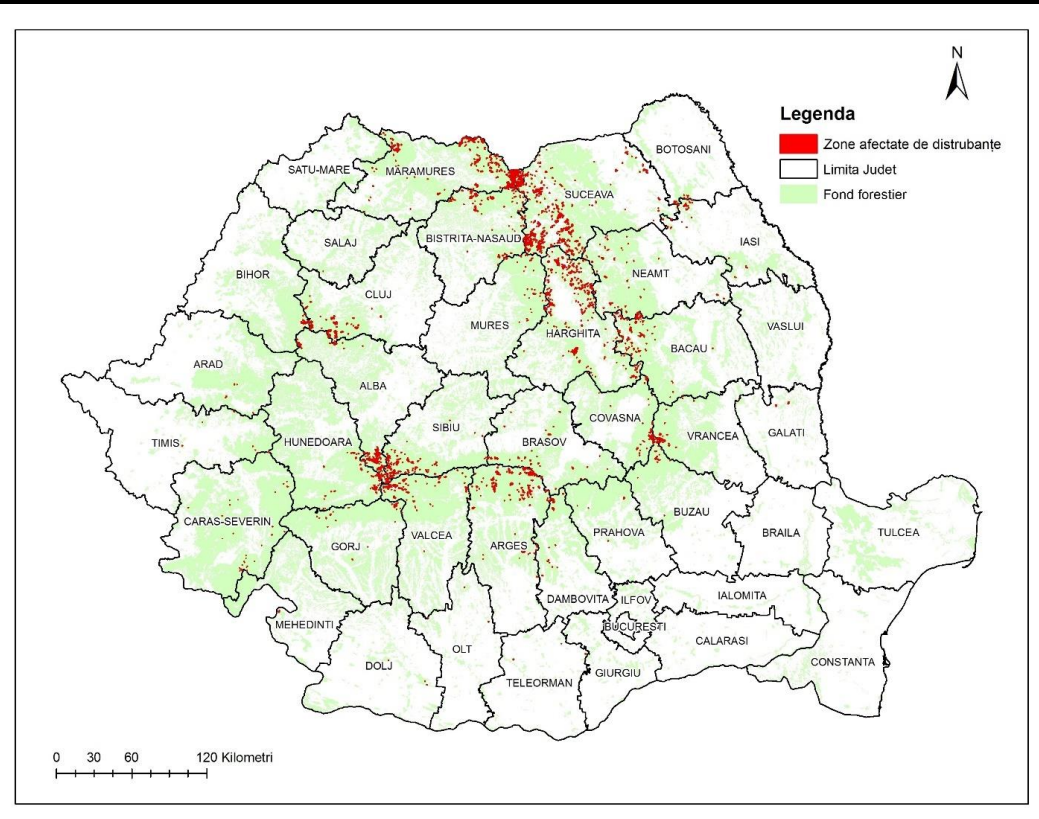 N
Legenda
Zone afectate de distrubanțe
Limita Judet
Fond forestier
BOTOSANI
SATU-MARE
MARAMURES
SUCEAVA
SALAJ
BISTRITA-NASAUD
IASI
BIHOR
NEAMT
CLUJ
MURES
HARGHITA
VASLUI
BACAU
ARAD
ALBA
COVASNA
TIMIS
HUNEDOARA
SIBIU
BRASOV
VRANCEA
GALATI
CARAS-SEVERIN
BUZAU
VALCEA
PRAHOVA
BRAILA
TULCEA
GORJ
ARGES
DAMBOVITA
ILFOV
IALOMITA
MEHEDINTI
BUCURESTI
CALARASI
OLT
DOLJ
CONSTANTA
TELEORMAN
GIURGIU
0 30 60 120 Kilometri